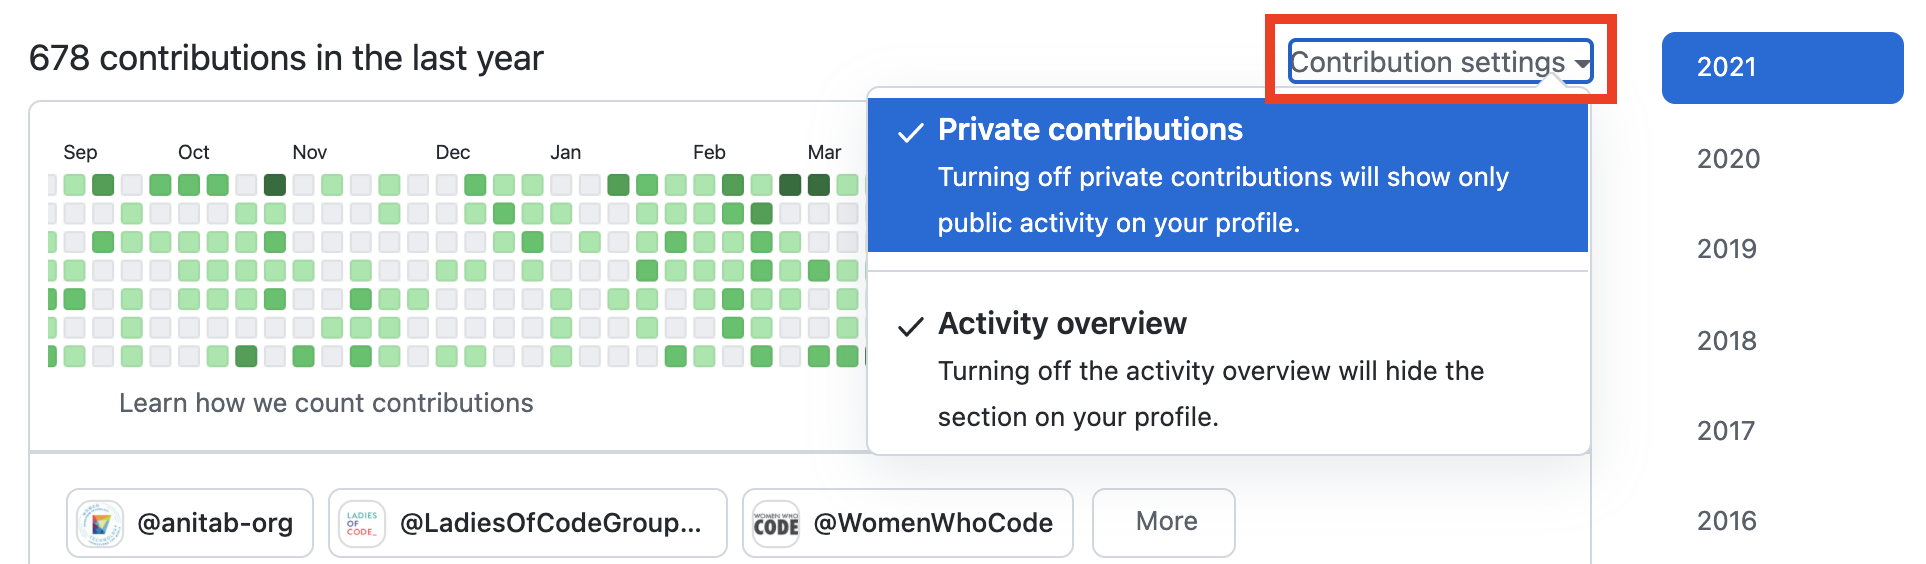 678 contributions in the last year
Contribution settings
2021
2020
2019
2018
2017
2016
Sep Oct Nov Dec Jan Feb Mar
Private contributions
Turning off private contributions will show only
public activity on your profile.
Activity overview
Turning off the activity overview will hide the
section on your profile.
Learn how we count contributions
@anitab-org
LADIES
OF
CODE_
@LadiesOfCodeGroup...
WOMEN WHO
CODE
@WomenWhoCode
More